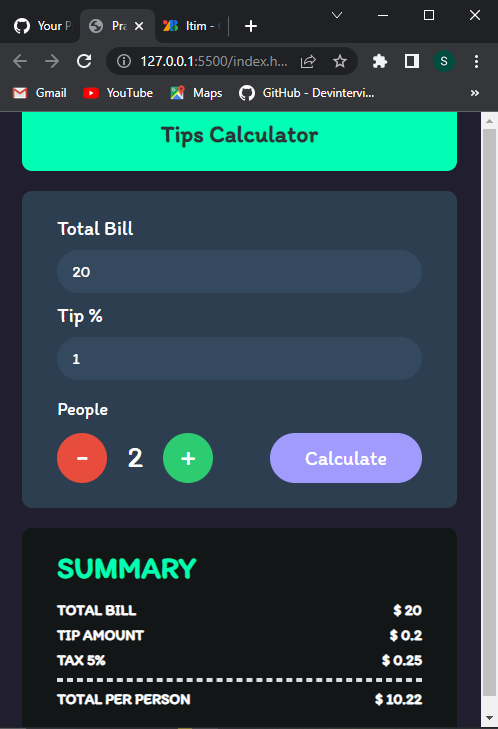 Your P
Pra
Itim -
127.0.0.1:5500/index.h...
S
Gmail
YouTube
Maps
GitHub - Devintervi...
»
Tips Calculator
Total Bill
20
Tip %
1
People
- 2 + Calculate
SUMMARY
TOTAL BILL $ 20
TIP AMOUNT $ 0.2
TAX 5% $ 0.25
TOTAL PER PERSON $ 10.22